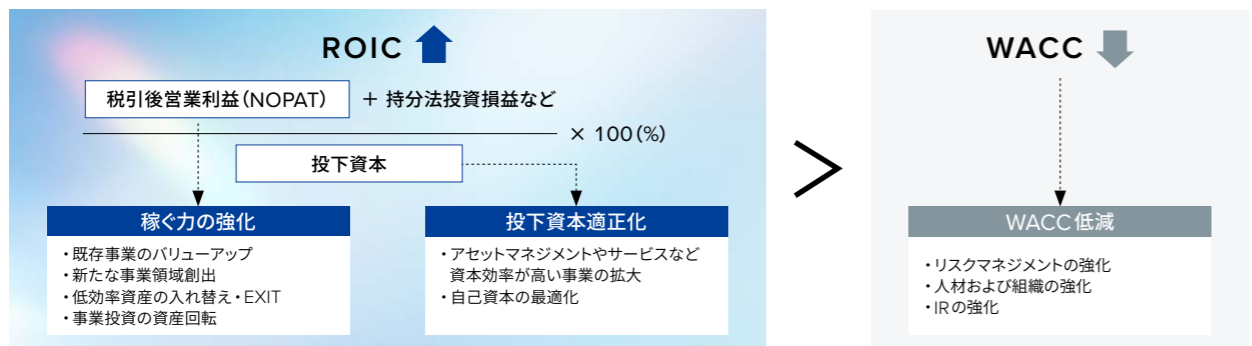 ROIC
税引後営業利益(NOPAT)
+ 持分法投資損益など
× 100(%)
投下資本
稼ぐ力の強化
・既存事業のバリューアップ
・新たな事業領域創出
・低効率資産の入れ替え・EXIT
・事業投資の資産回転
投下資本適正化
・アセットマネジメントやサービスなど
資本効率が高い事業の拡大
・自己資本の最適化
>
WACC
WACC低減
・リスクマネジメントの強化
・人材および組織の強化
・IRの強化